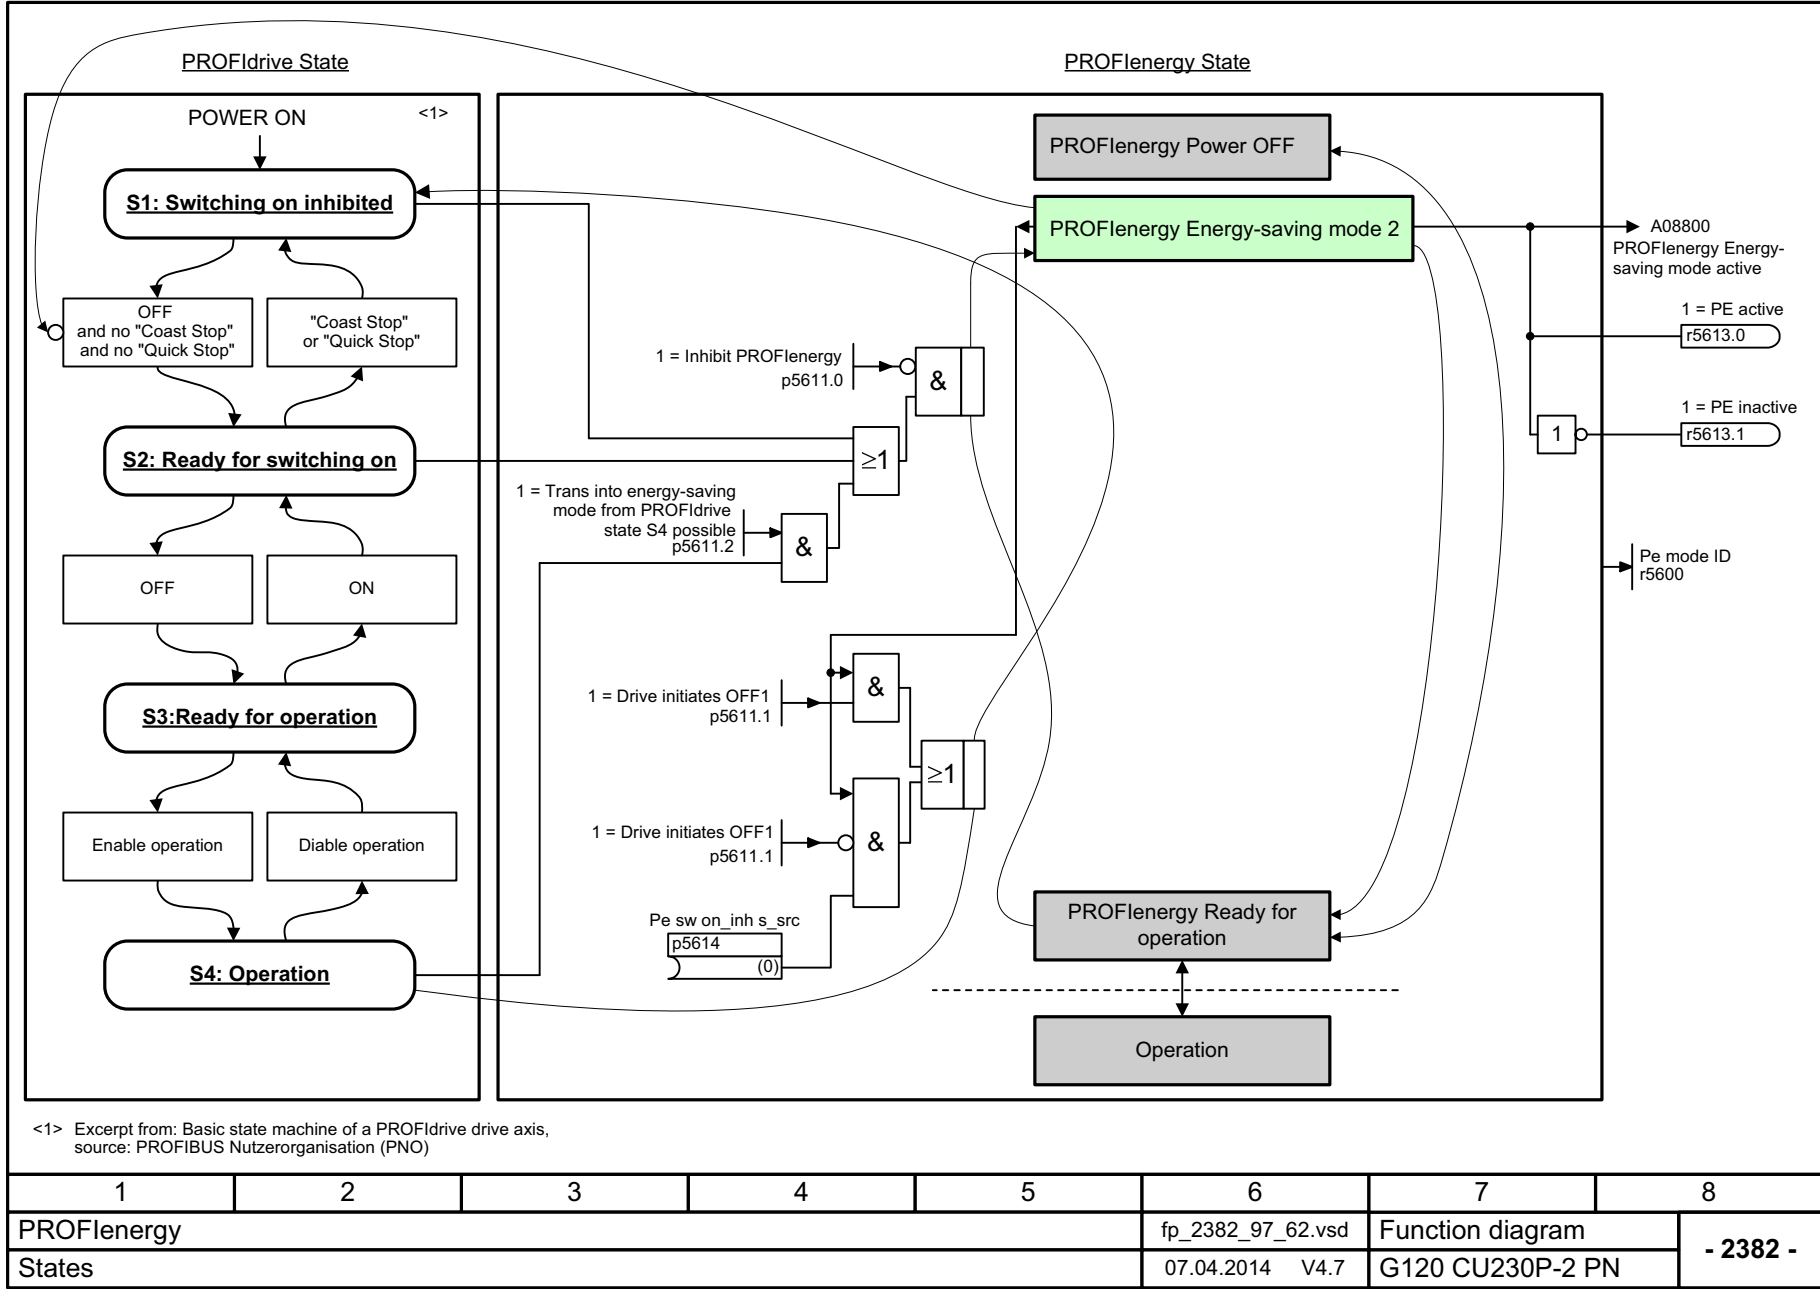 PROFIdrive State
PROFIenergy State
POWER ON
<1>
S1: Switching on inhibited
OFF
and no "Coast Stop"
and no "Quick Stop"
"Coast Stop"
or "Quick Stop"
S2: Ready for switching on
OFF
ON
S3:Ready for operation
Enable operation
Diable operation
S4: Operation
PROFIenergy Power OFF
PROFIenergy Energy-saving mode 2
A08800
PROFIenergy Energy-
saving mode active
1 = PE active
r5613.0
1 = PE inactive
1
r5613.1
Pe mode ID
r5600
1 = Inhibit PROFIenergy
p5611.0
&
≥1
1 = Trans into energy-saving
mode from PROFIdrive
state S4 possible
p5611.2
&
1 = Drive initiates OFF1
p5611.1
&
≥1
1 = Drive initiates OFF1
p5611.1
&
Pe sw on_inh s_src
p5614
(0)
PROFIenergy Ready for
operation
Operation
<1> Excerpt from: Basic state machine of a PROFIdrive drive axis,
source: PROFIBUS Nutzerorganisation (PNO)
1 2 3 4 5 6 7 8
PROFIenergy
fp_2382_97_62.vsd
Function diagram
- 2382 -
States
07.04.2014 V4.7
G120 CU230P-2 PN